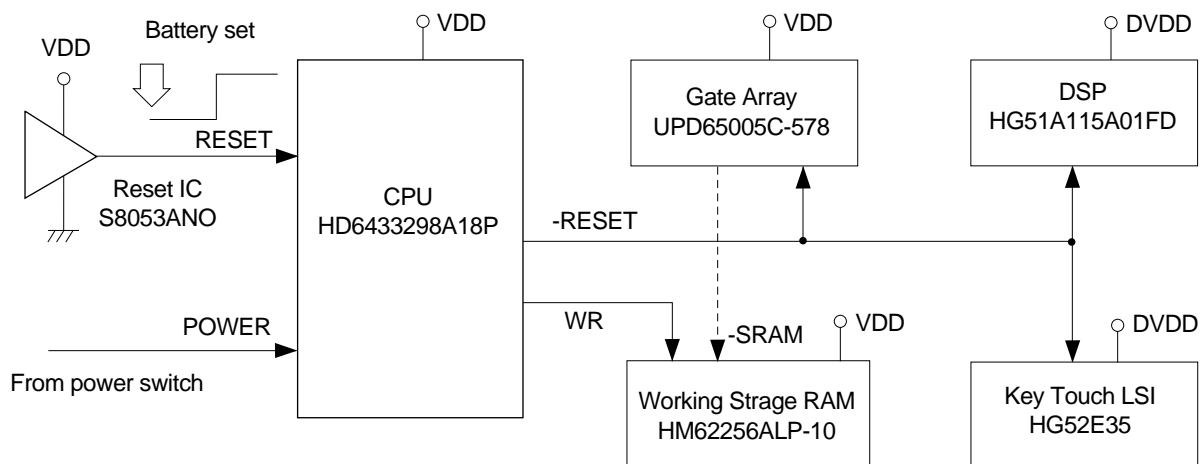 Battery set
VDD
VDD
VDD
DVDD
RESET
Reset IC
S8053ANO
CPU
HD6433298A18P
Gate Array
UPD65005C-578
DSP
HG51A115A01FD
-RESET
WR
-SRAM
VDD
DVDD
POWER
From power switch
Working Strage RAM
HM62256ALP-10
Key Touch LSI
HG52E35